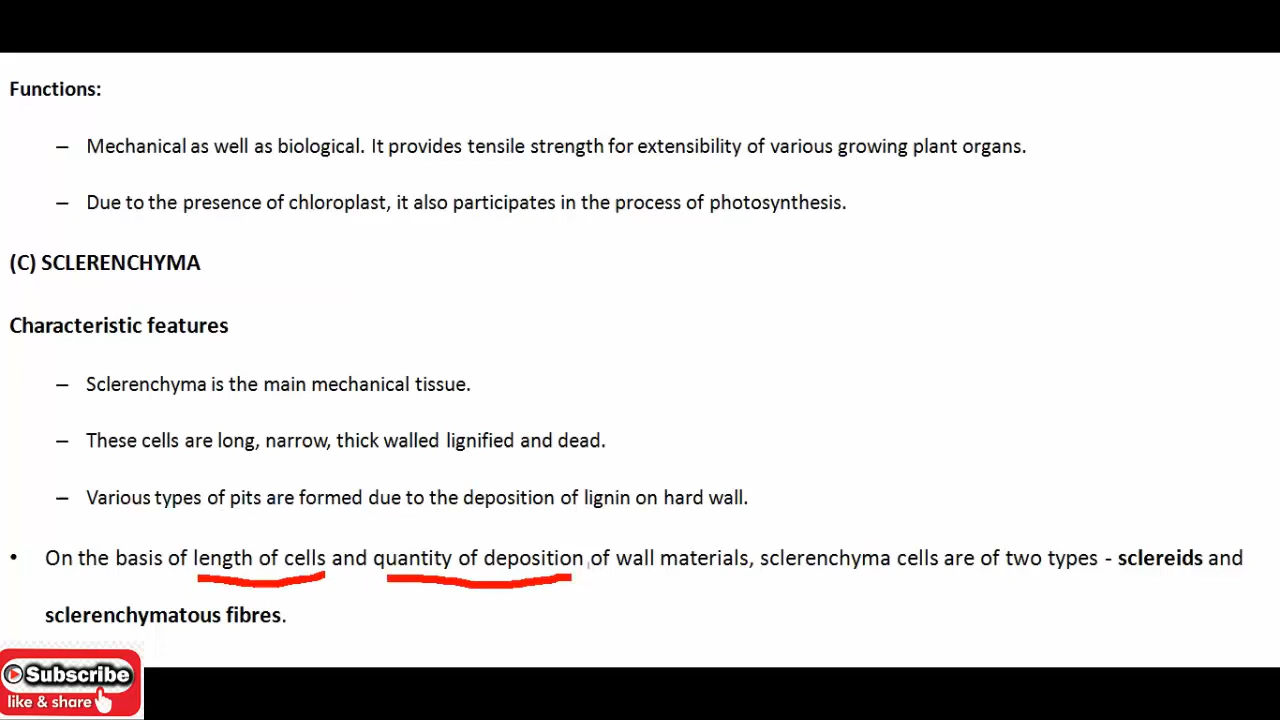 Functions:
– Mechanical as well as biological. It provides tensile strength for extensibility of various growing plant organs.
– Due to the presence of chloroplast, it also participates in the process of photosynthesis.
(C) SCLERENCHYMA
Characteristic features
– Sclerenchyma is the main mechanical tissue.
– These cells are long, narrow, thick walled lignified and dead.
– Various types of pits are formed due to the deposition of lignin on hard wall.
• On the basis of length of cells and quantity of deposition of wall materials, sclerenchyma cells are of two types - sclereids and
sclerenchymatous fibres.
Subscribe
like & share